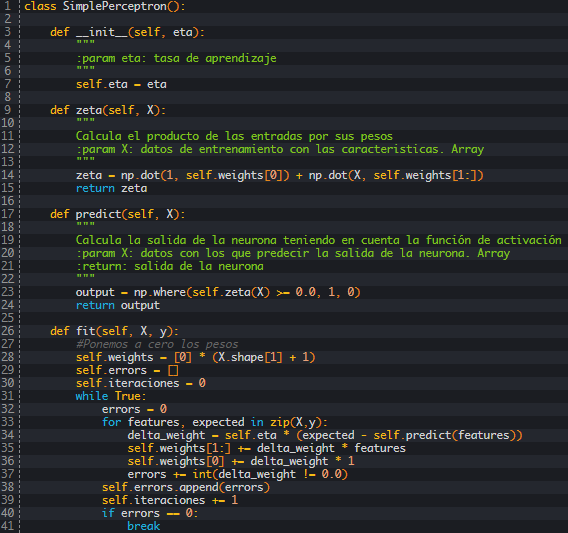 1 class SimplePerceptron():
2
3     def __init__(self, eta):
4         """
5         :param eta: tasa de aprendizaje
6         """
7         self.eta = eta
8
9     def zeta(self, X):
10         """
11         Calcula el producto de las entradas por sus pesos
12         :param X: datos de entrenamiento con las caracteristicas. Array
13         """
14         zeta = np.dot(1, self.weights[0]) + np.dot(X, self.weights[1:])
15         return zeta
16
17     def predict(self, X):
18         """
19         Calcula la salida de la neurona teniendo en cuenta la función de activación
20         :param X: datos con los que predecir la salida de la neurona. Array
21         :return: salida de la neurona
22         """
23         output = np.where(self.zeta(X) >= 0.0, 1, 0)
24         return output
25
26     def fit(self, X, y):
27         #Ponemos a cero los pesos
28         self.weights = [0] * (X.shape[1] + 1)
29         self.errors = []
30         self.iteraciones = 0
31         while True:
32             errors = 0
33             for features, expected in zip(X,y):
34                 delta_weight = self.eta * (expected - self.predict(features))
35                 self.weights[1:] += delta_weight * features
36                 self.weights[0] += delta_weight * 1
37                 errors += int(delta_weight != 0.0)
38             self.errors.append(errors)
39             self.iteraciones += 1
40             if errors == 0:
41                 break